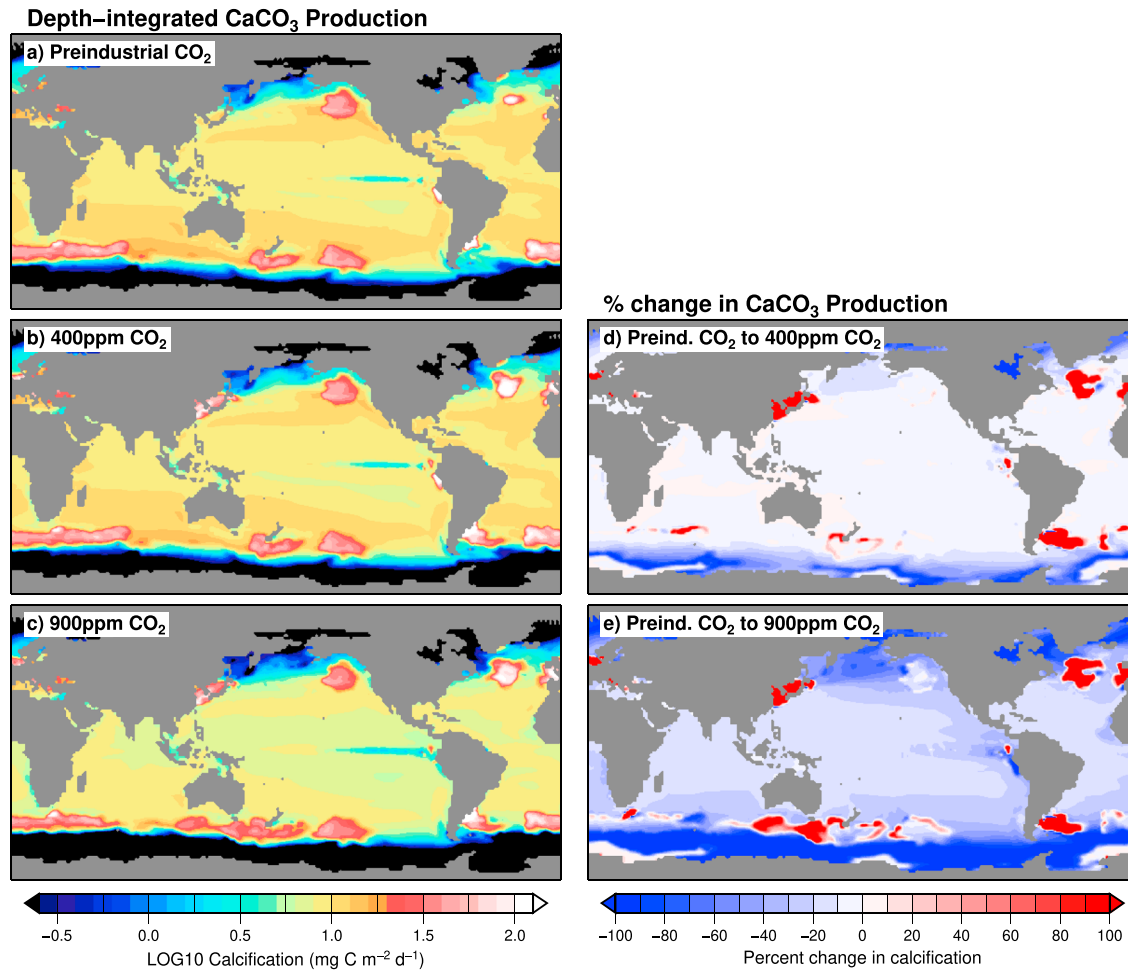 Depth−integrated CaCO3 Production
a) Preindustrial CO2
b) 400ppm CO2
c) 900ppm CO2
−0.5 0.0 0.5 1.0 1.5 2.0
LOG10 Calcification (mg C m−2 d−1)
% change in CaCO3 Production
d) Preind. CO2 to 400ppm CO2
e) Preind. CO2 to 900ppm CO2
−100 −80 −60 −40 −20 0 20 40 60 80 100
Percent change in calcification